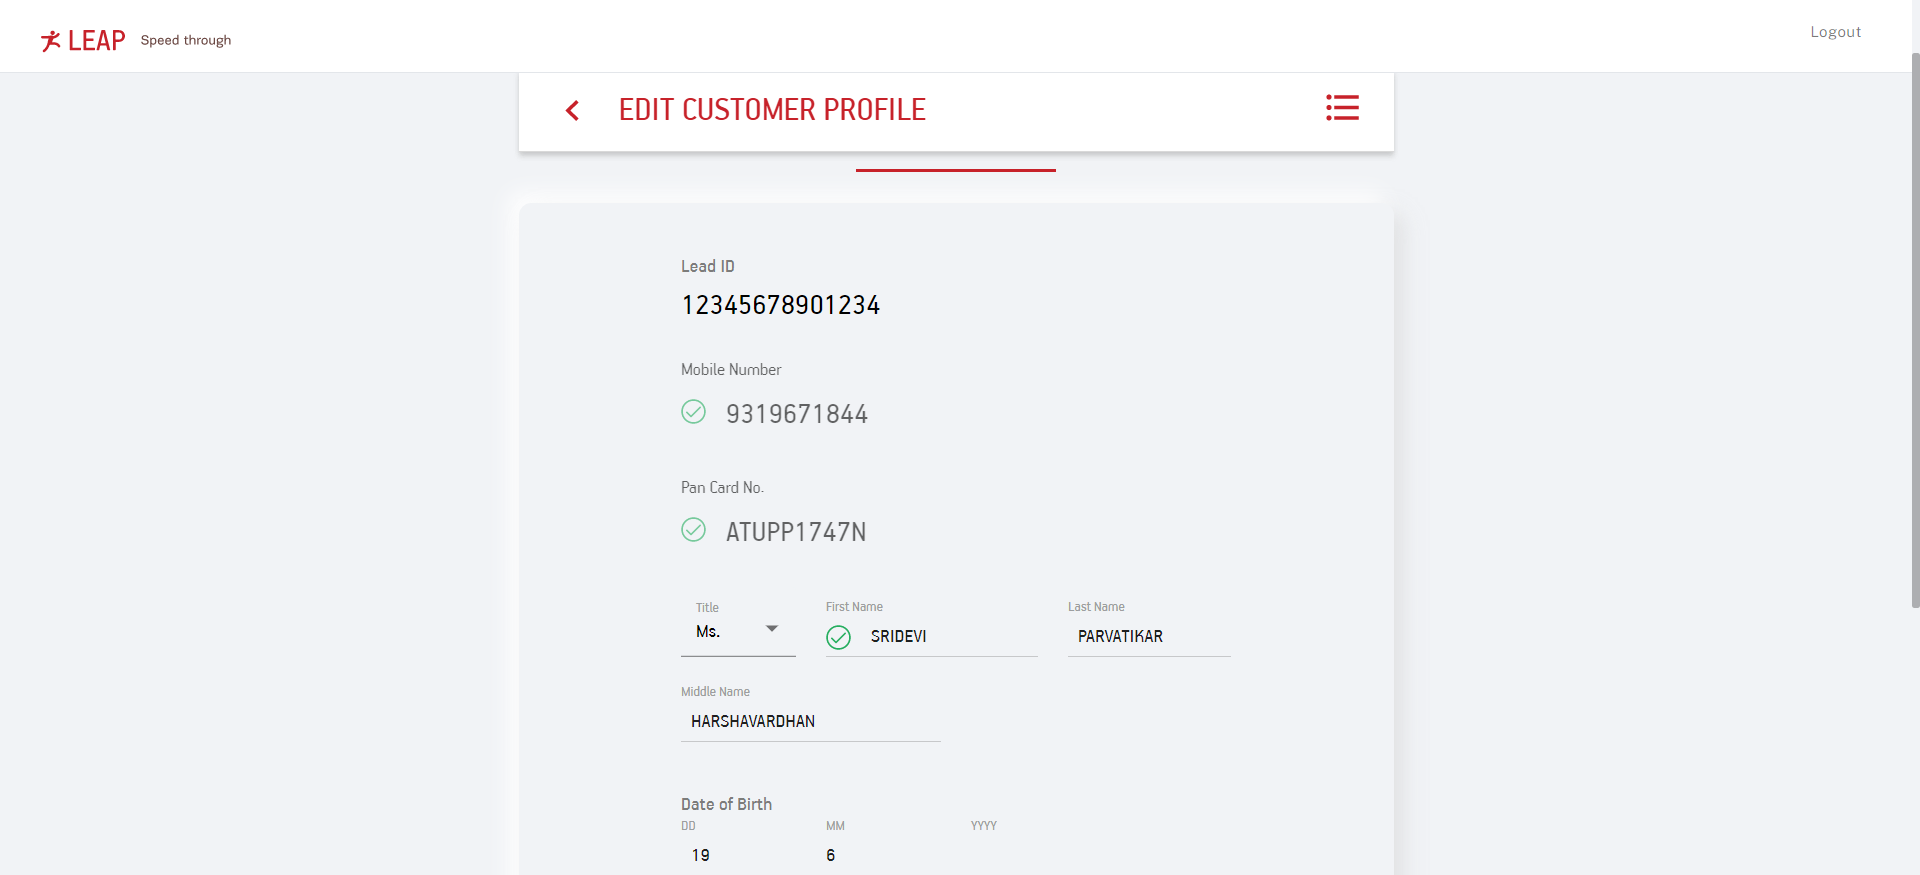 LEAP Speed through
Logout
EDIT CUSTOMER PROFILE
Lead ID
12345678901234
Mobile Number
9319671844
Pan Card No.
ATUPP1747N
Title First Name Last Name
Ms. SRIDEVI PARVATIKAR
Middle Name
HARSHAVARDHAN
Date of Birth
DD MM YYYY
19 6